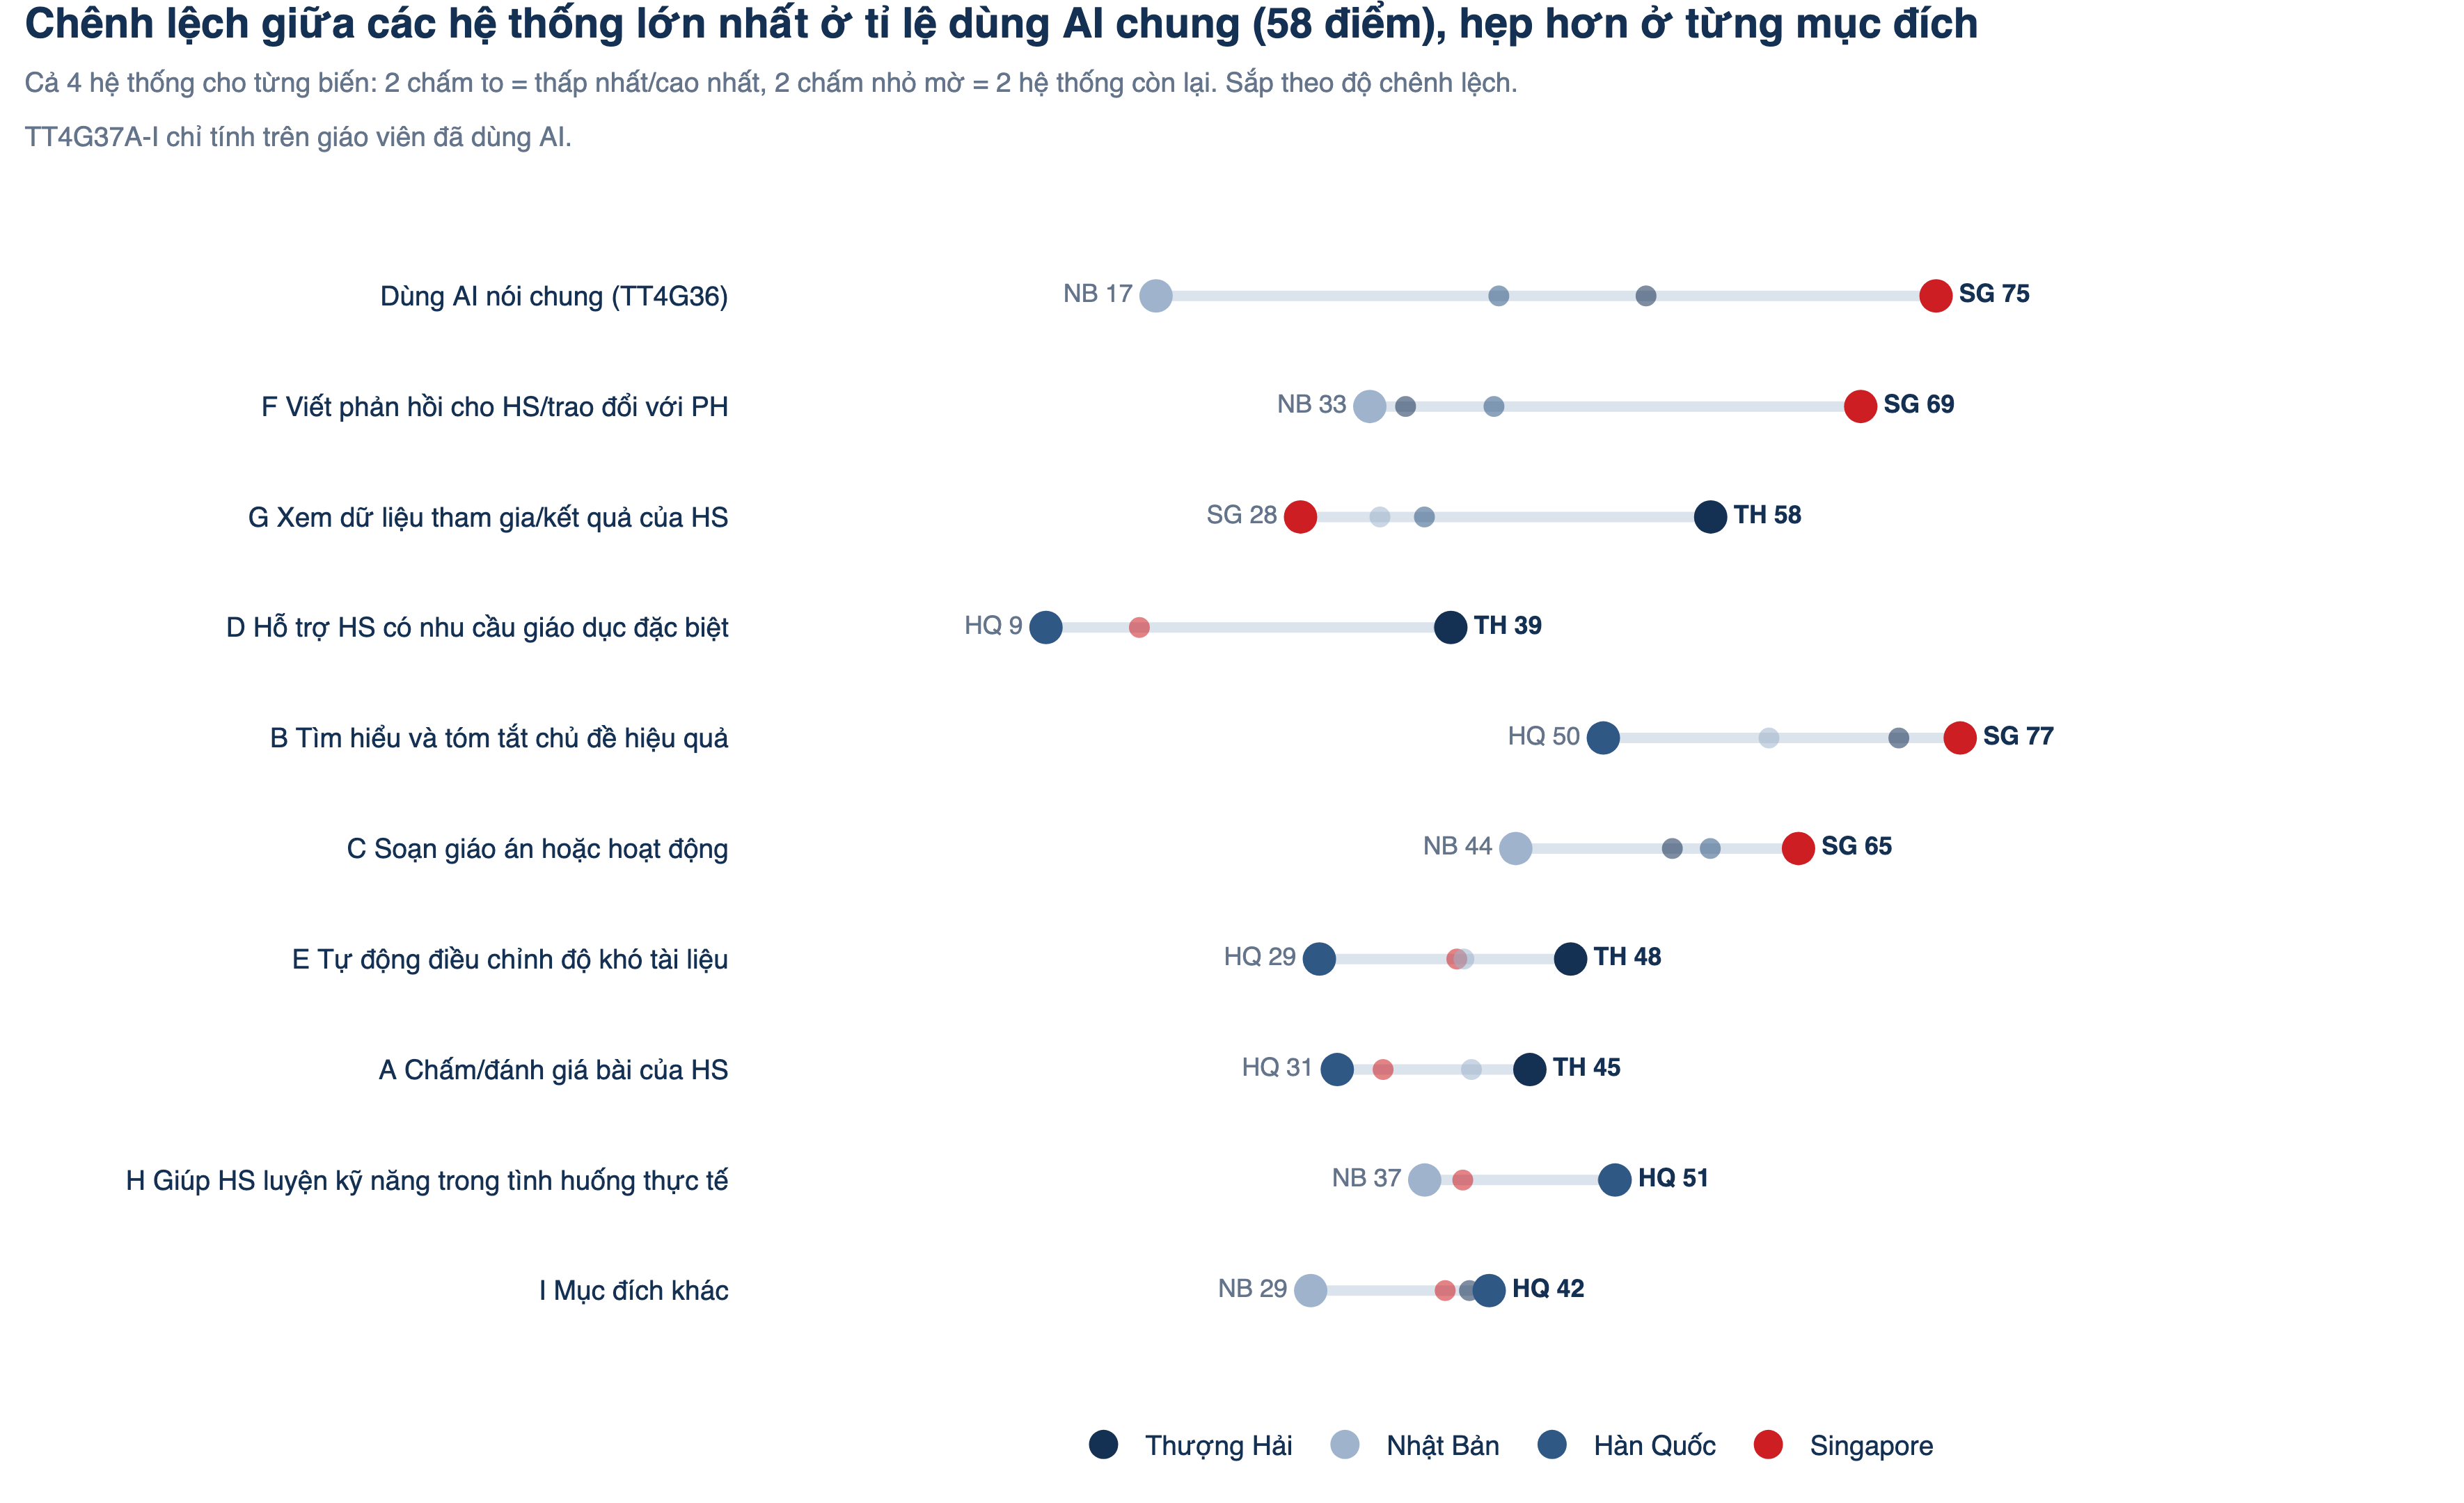 Chênh lệch giữa các hệ thống lớn nhất ở tỉ lệ dùng AI chung (58 điểm), hẹp hơn ở từng mục đích
Cả 4 hệ thống cho từng biến: 2 chấm to = thấp nhất/cao nhất, 2 chấm nhỏ mờ = 2 hệ thống còn lại. Sắp theo độ chênh lệch.
TT4G37A-I chỉ tính trên giáo viên đã dùng AI.
Dùng AI nói chung (TT4G36) NB 17 SG 75
F Viết phản hồi cho HS/trao đổi với PH NB 33 SG 69
G Xem dữ liệu tham gia/kết quả của HS SG 28 TH 58
D Hỗ trợ HS có nhu cầu giáo dục đặc biệt HQ 9 TH 39
B Tìm hiểu và tóm tắt chủ đề hiệu quả HQ 50 SG 77
C Soạn giáo án hoặc hoạt động NB 44 SG 65
E Tự động điều chỉnh độ khó tài liệu HQ 29 TH 48
A Chấm/đánh giá bài của HS HQ 31 TH 45
H Giúp HS luyện kỹ năng trong tình huống thực tế NB 37 HQ 51
I Mục đích khác NB 29 HQ 42
Thượng Hải Nhật Bản Hàn Quốc Singapore